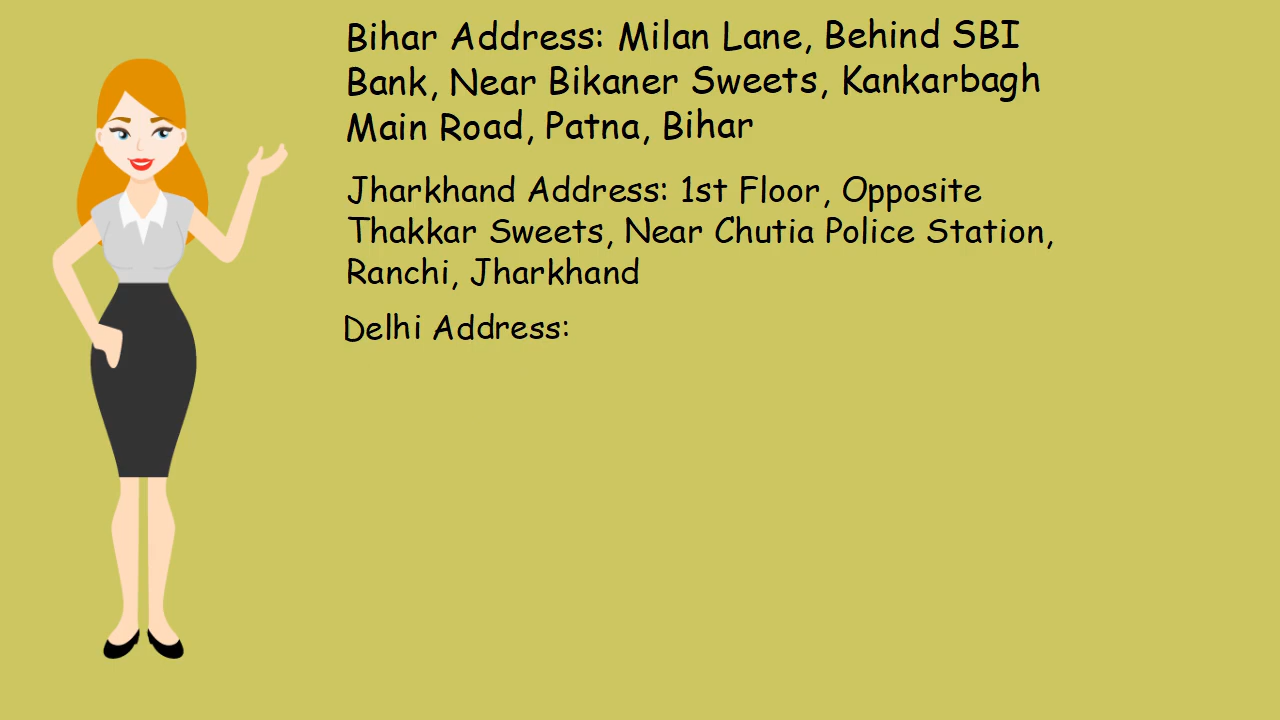 Bihar Address: Milan Lane, Behind SBI
Bank, Near Bikaner Sweets, Kankarbagh
Main Road, Patna, Bihar
Jharkhand Address: 1st Floor, Opposite
Thakkar Sweets, Near Chutia Police Station,
Ranchi, Jharkhand
Delhi Address: